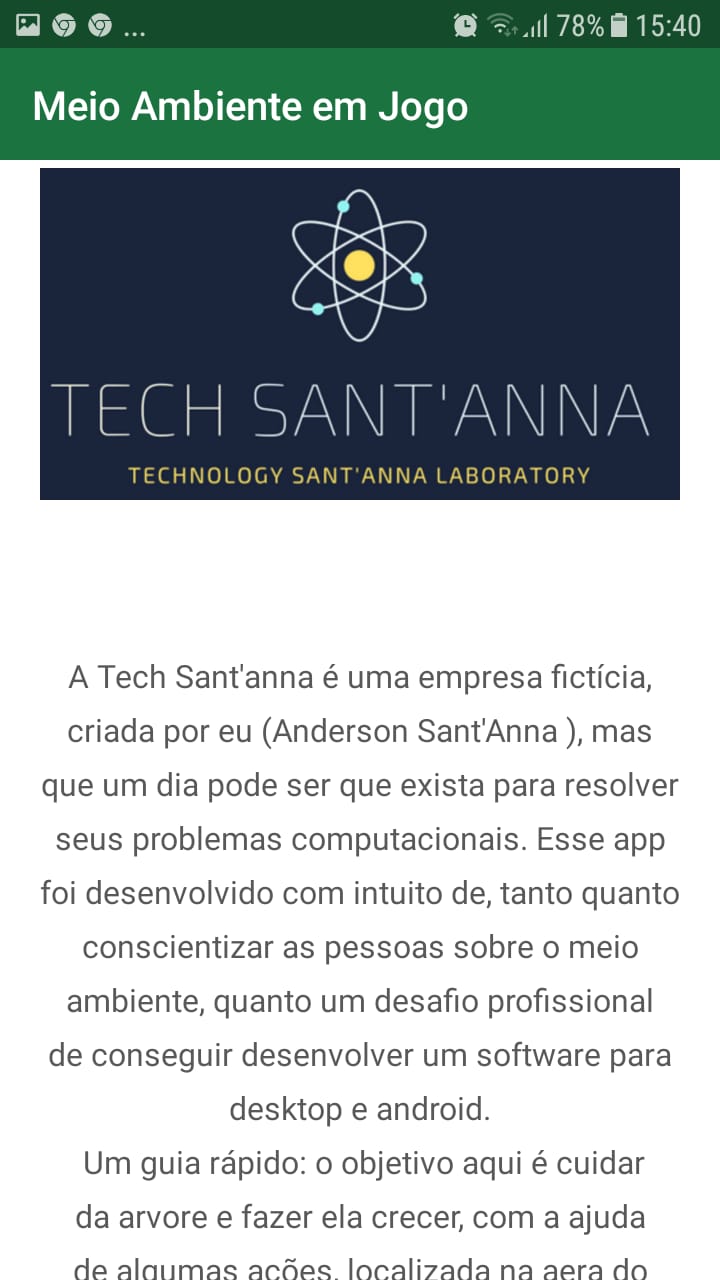 ... 78% 15:40
Meio Ambiente em Jogo
TECH SANT'ANNA
TECHNOLOGY SANT'ANNA LABORATORY
A Tech Sant'anna é uma empresa fictícia,
criada por eu (Anderson Sant'Anna ), mas
que um dia pode ser que exista para resolver
seus problemas computacionais. Esse app
foi desenvolvido com intuito de, tanto quanto
conscientizar as pessoas sobre o meio
ambiente, quanto um desafio profissional
de conseguir desenvolver um software para
desktop e android.
Um guia rápido: o objetivo aqui é cuidar
da arvore e fazer ela crecer, com a ajuda
de algumas ações, localizada na aera do